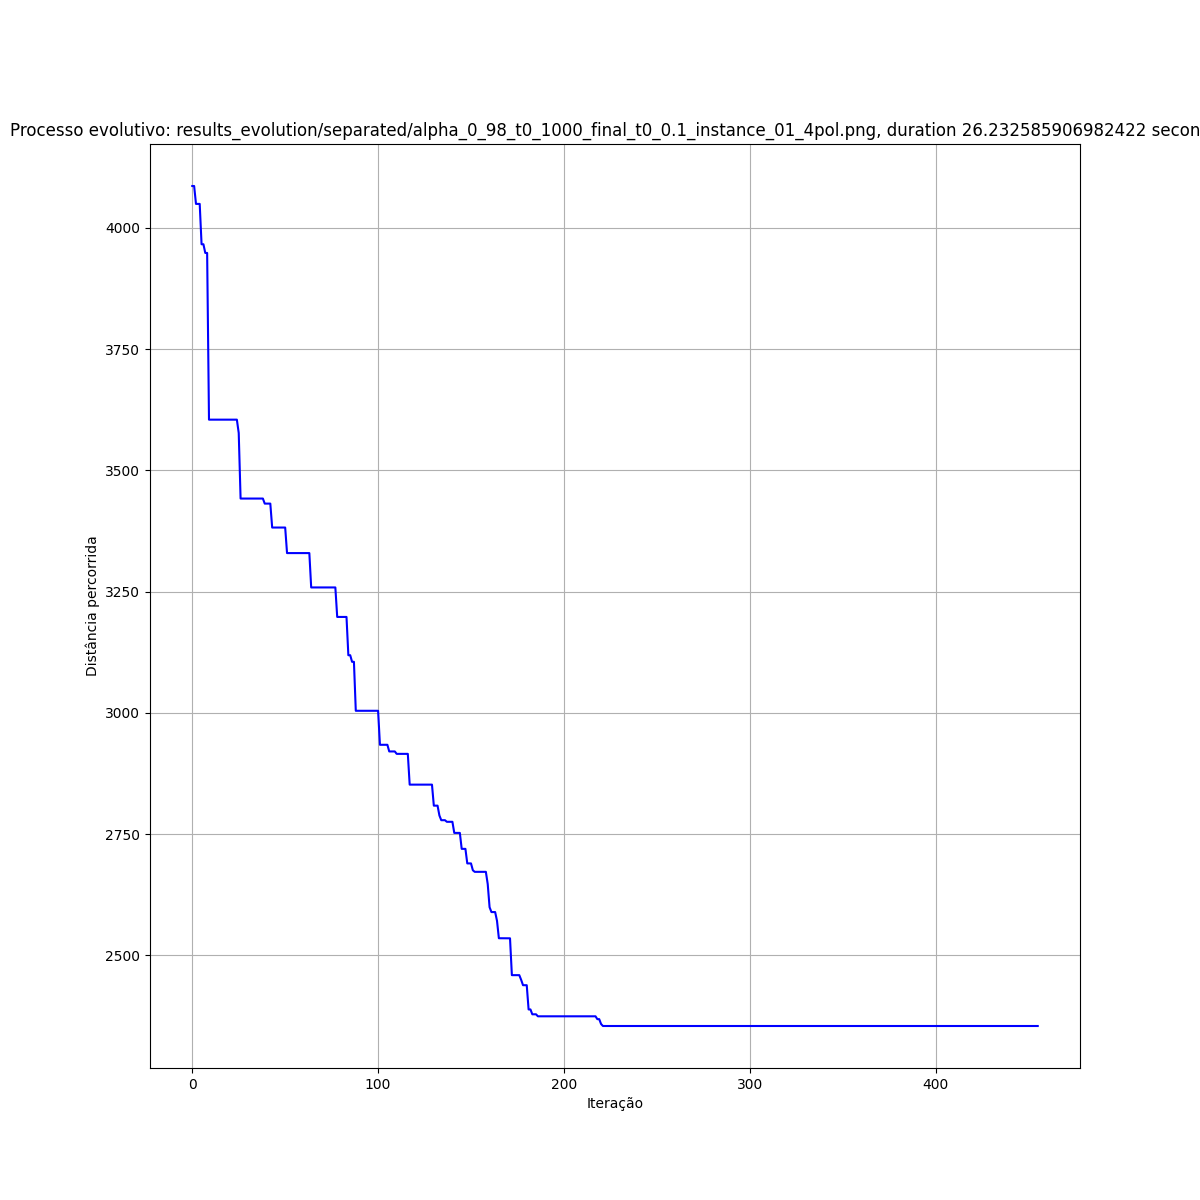 Processo evolutivo: results_evolution/separated/alpha_0_98_t0_1000_final_t0_0.1_instance_01_4pol.png, duration 26.232585906982422 secon
4000
3750
3500
3250
3000
2750
2500
Distância percorrida
0 100 200 300 400
Iteração